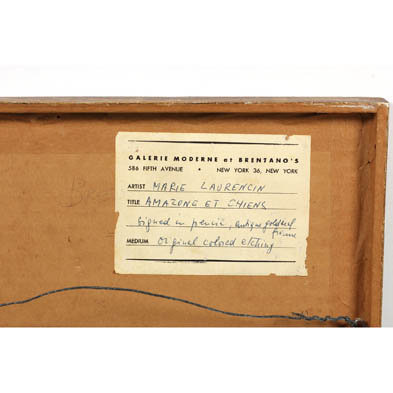 GALERIE MODERNE at BRENTANO'S
586 FIFTH AVENUE • NEW YORK 36, NEW YORK
ARTIST MARIE LAURENCIN
TITLE AMAZONE ET CHIENS
Signed in pencil, antique goldleaf
frame
MEDIUM Original colored etching